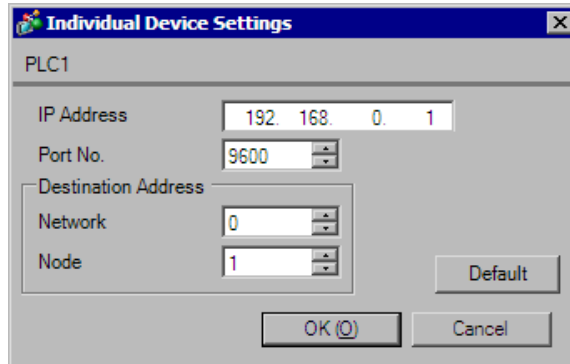 Individual Device Settings
PLC1
IP Address 192. 168. 0. 1
Port No. 9600
Destination Address
Network 0
Node 1
Default
OK (O) Cancel